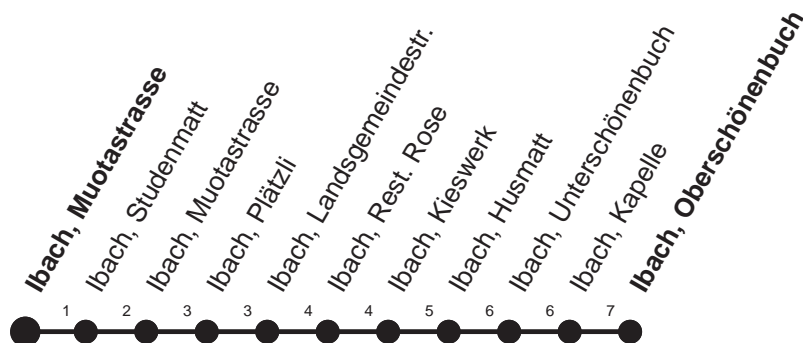 Ibach, Muotastrasse
Ibach, Studenmatt
Ibach, Muotastrasse
Ibach, Plätzli
Ibach, Landsgemeindestr.
Ibach, Rest. Rose
Ibach, Kieswerk
Ibach, Husmatt
Ibach, Unterschönenbuch
Ibach, Kapelle
Ibach, Oberschönenbuch
1 2 3 3 4 4 5 6 6 7